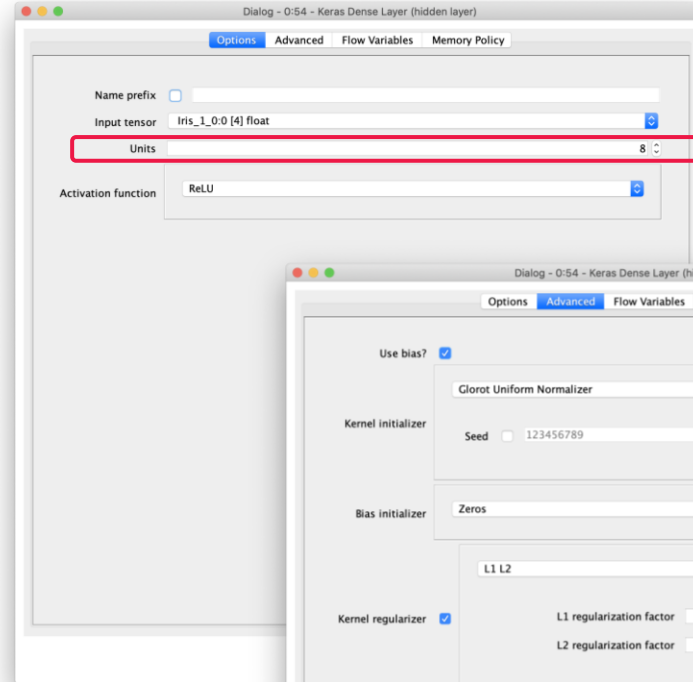 Dialog - 0:54 - Keras Dense Layer (hidden layer)
Options Advanced Flow Variables Memory Policy
Name prefix
Input tensor Iris_1_0:0 [4] float
Units 8
Activation function ReLU
Dialog - 0:54 - Keras Dense Layer (hi
Options Advanced Flow Variables
Use bias?
Glorot Uniform Normalizer
Kernel initializer
Seed 123456789
Bias initializer Zeros
L1 L2
Kernel regularizer L1 regularization factor
L2 regularization factor